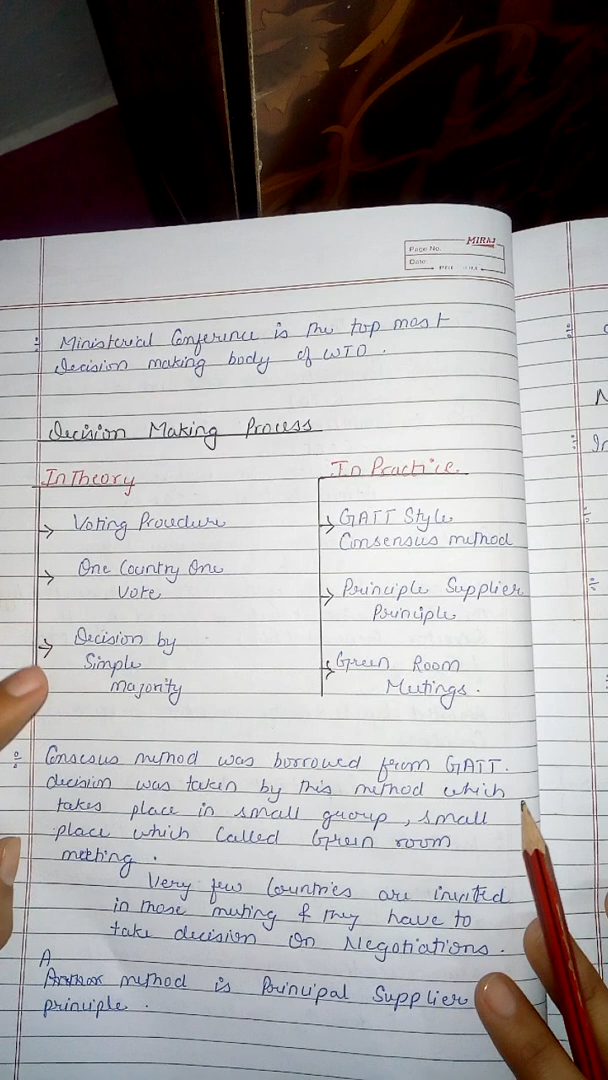 MIRAJ
Page No.
Date
Ministerial Conference is the top most
decision making body of WTO.
Decision Making Process
In Theory
In Practice
Voting Procedure
One Country One
Vote
Decision by
Simple
Majority
GATT Style
Consensus method
Principle Supplier
Principle
Green Room
Meetings.
Conscsus method was borrowed from GATT.
decision was taken by this method which
takes place in small group, small
place which Called Green room
meeting.
Very few Countries are invited
in those meeting & they have to
take decision on Negotiations.
A
method is Principal Supplier
principle.
In